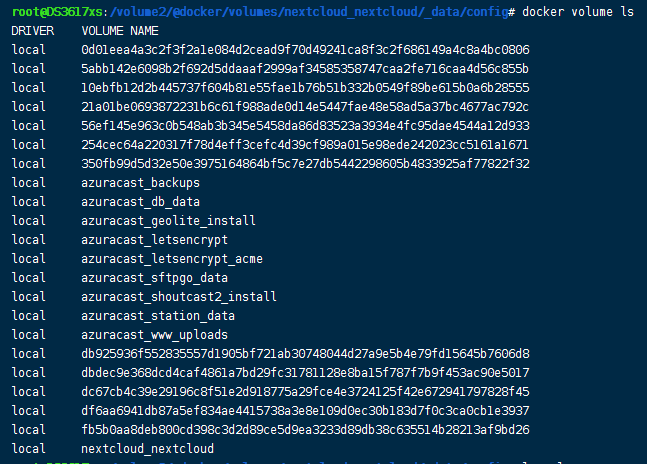 root@DS3617xs:/volume2/@docker/volumes/nextcloud_nextcloud/_data/config# docker volume ls
DRIVER VOLUME NAME
local 0d01eea4a3c2f3f2a1e084d2cead9f70d49241ca8f3c2f686149a4c8a4bc0806
local 5abb142e6098b2f692d5ddaaaf2999af34585358747caa2fe716caa4d56c855b
local 10ebfb12d2b445737f604b81e55fae1b76b51b332b0549f89be615b0a6b28555
local 21a01be0693872231b6c61f988ade0d14e5447fae48e58ad5a37bc4677ac792c
local 56ef145e963c0b548ab3b345e5458da86d83523a3934e4fc95dae4544a12d933
local 254cec64a220317f78d4eff3cefc4d39cf989a015e98ede242023cc5161a1671
local 350fb99d5d32e50e3975164864bf5c7e27db5442298605b4833925af77822f32
local azuracast_backups
local azuracast_db_data
local azuracast_geolite_install
local azuracast_letsencrypt
local azuracast_letsencrypt_acme
local azuracast_sftpgo_data
local azuracast_shoutcast2_install
local azuracast_station_data
local azuracast_www_uploads
local db925936f552835557d1905bf721ab30748044d27a9e5b4e79fd15645b7606d8
local dbdec9e368dcd4caf4861a7bd29fc31781128e8ba15f787f7b9f453ac90e5017
local dc67cb4c39e29196c8f51e2d918775a29fce4e3724125f42e672941797828f45
local df6aa6941db87a5ef834ae4415738a3e8e109d0ec30b183d7f0c3ca0cb1e3937
local fb5b0aa8deb800cd398c3d2d89ce5d9ea3233d89db38c635514b28213af9bd26
local nextcloud_nextcloud